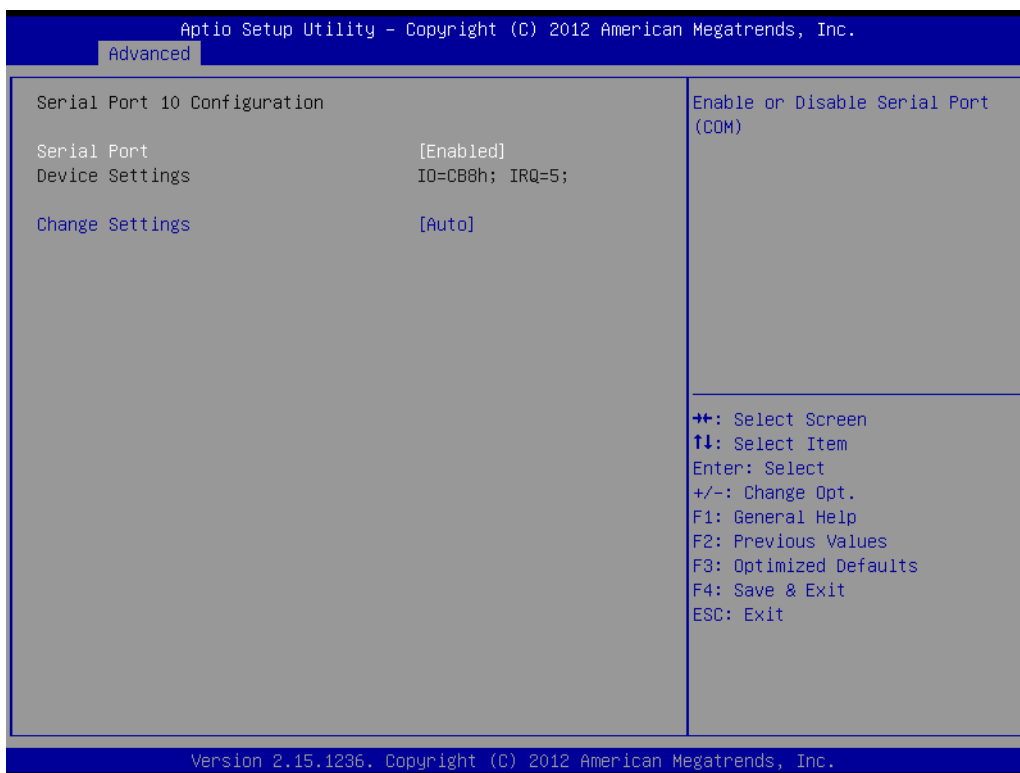 Aptio Setup Utility – Copyright (C) 2012 American Megatrends, Inc.
Advanced
Serial Port 10 Configuration
Serial Port [Enabled]
Device Settings IO=CB8h; IRQ=5;
Change Settings [Auto]
Enable or Disable Serial Port
(COM)
→←: Select Screen
↑↓: Select Item
Enter: Select
+/-: Change Opt.
F1: General Help
F2: Previous Values
F3: Optimized Defaults
F4: Save & Exit
ESC: Exit
Version 2.15.1236. Copyright (C) 2012 American Megatrends, Inc.